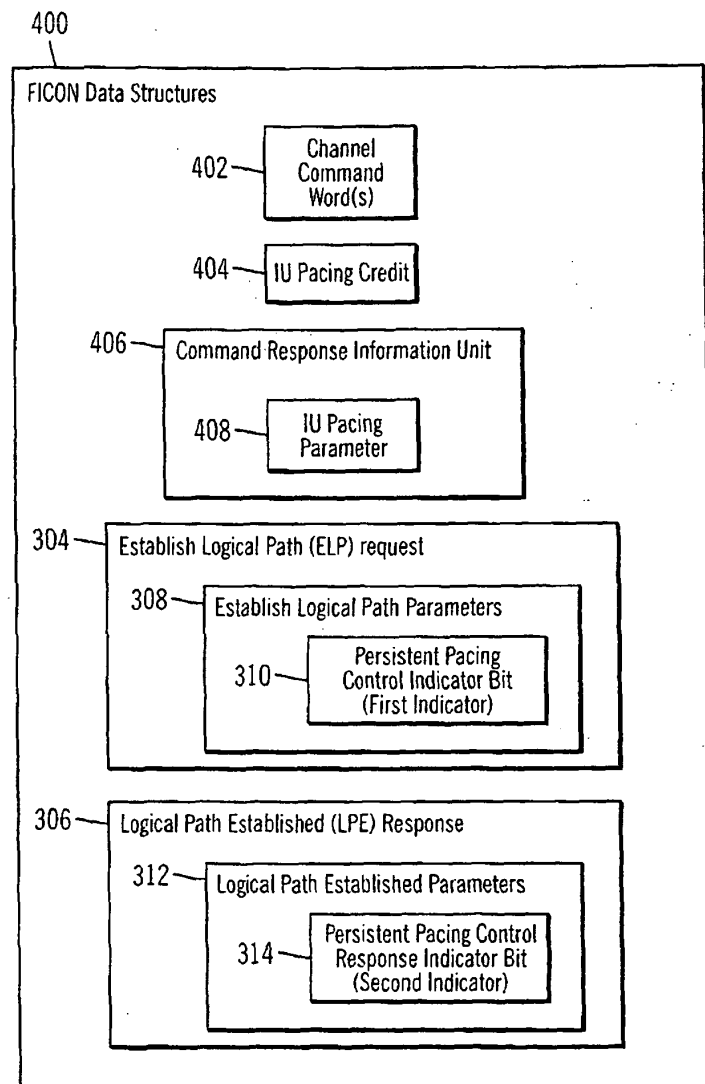 400
FICON Data Structures
402
Channel
Command
Word(s)
404
IU Pacing Credit
406
Command Response Information Unit
408
IU Pacing
Parameter
304
Establish Logical Path (ELP) request
308
Establish Logical Path Parameters
310
Persistent Pacing
Control Indicator Bit
(First Indicator)
306
Logical Path Established (LPE) Response
312
Logical Path Established Parameters
314
Persistent Pacing Control
Response Indicator Bit
(Second Indicator)